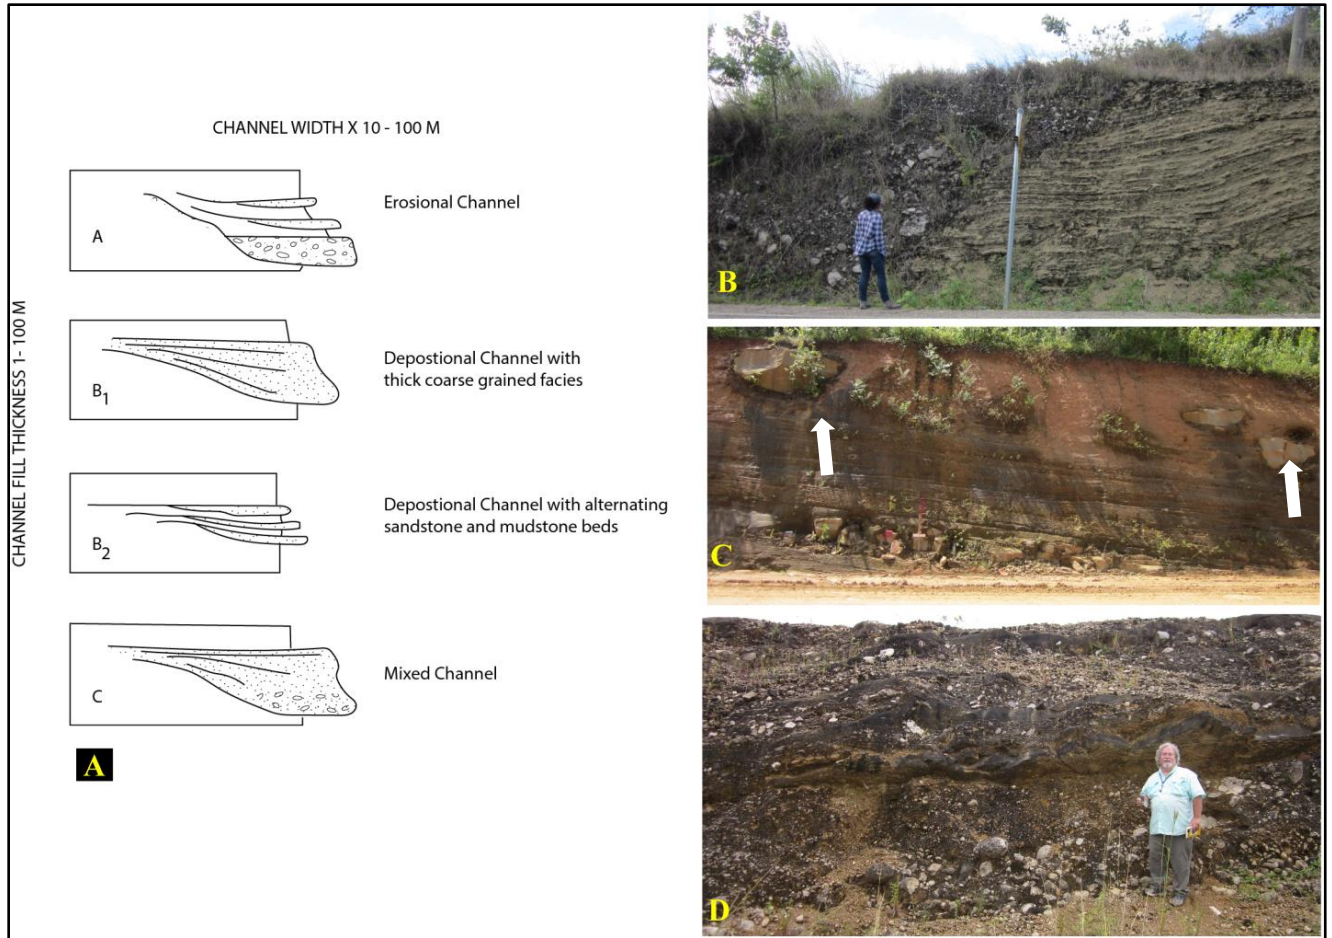 CHANNEL WIDTH X 10 - 100 M
CHANNEL FILL THICKNESS 1- 100 M
A
Erosional Channel
B1
Depostional Channel with
thick coarse grained facies
B2
Depostional Channel with alternating
sandstone and mudstone beds
C
Mixed Channel
A
B
C
D